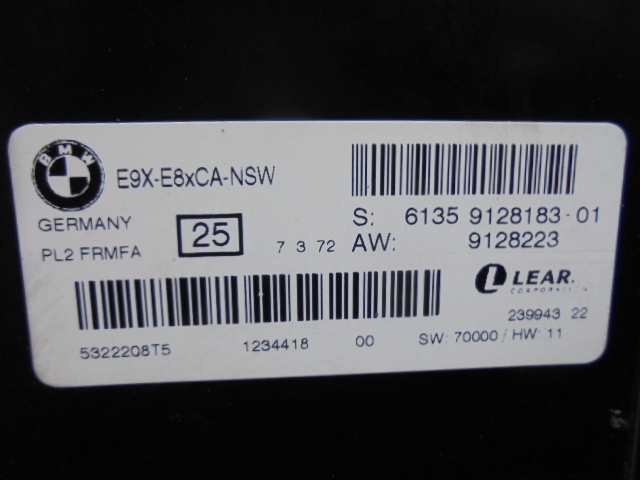 BMW
E9X-E8xCA-NSW
GERMANY
PL2 FRMFA
25
7 3 72
S: 6135 9128183-01
AW: 9128223
LEAR.
CORPORATION
239943 22
5322208T5 1234418 00 SW: 70000 / HW: 11